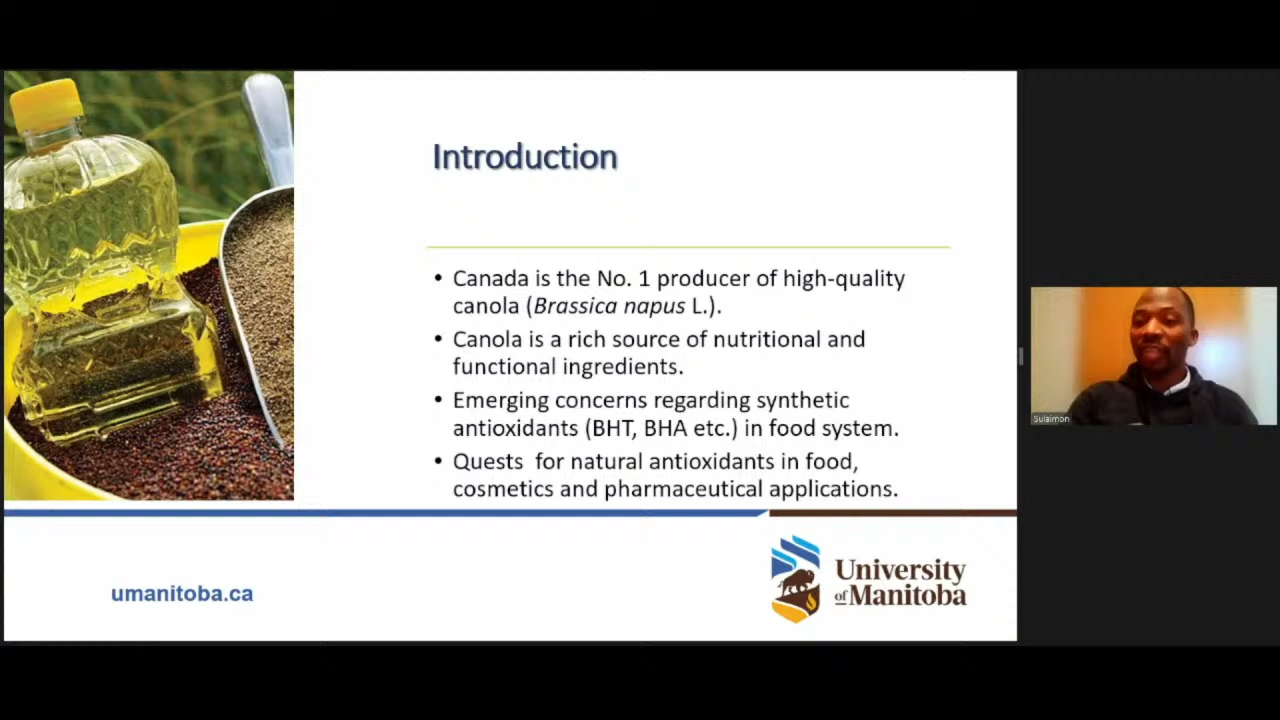 Introduction
• Canada is the No. 1 producer of high-quality
canola (Brassica napus L.).
• Canola is a rich source of nutritional and
functional ingredients.
• Emerging concerns regarding synthetic
antioxidants (BHT, BHA etc.) in food system.
• Quests for natural antioxidants in food,
cosmetics and pharmaceutical applications.
umanitoba.ca
University
of Manitoba
Sulaimon